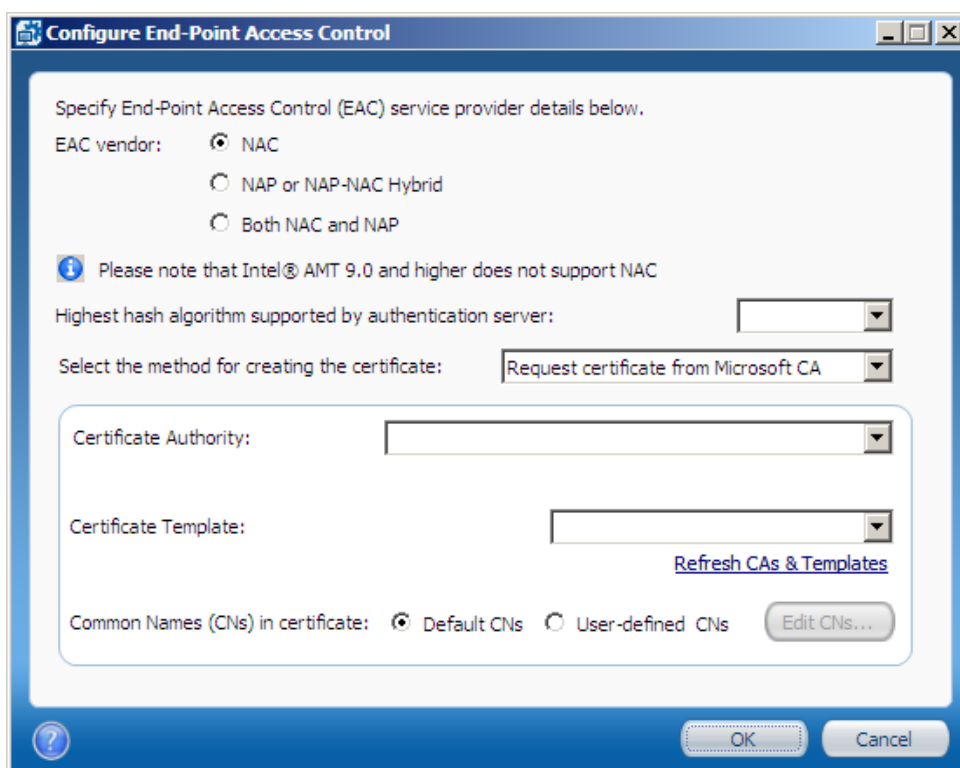 Configure End-Point Access Control
Specify End-Point Access Control (EAC) service provider details below.
EAC vendor: NAC
NAP or NAP-NAC Hybrid
Both NAC and NAP
Please note that Intel® AMT 9.0 and higher does not support NAC
Highest hash algorithm supported by authentication server:
Select the method for creating the certificate: Request certificate from Microsoft CA
Certificate Authority:
Certificate Template:
Refresh CAs & Templates
Common Names (CNs) in certificate: Default CNs User-defined CNs Edit CNs...
OK Cancel